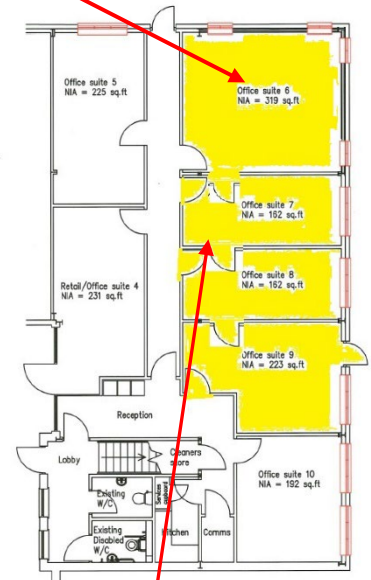 Office suite 5
NIA = 225 sq.ft
Office suite 6
NIA = 319 sq.ft
Office suite 7
NIA = 162 sq.ft
Retail/Office suite 4
NIA = 231 sq.ft
Office suite 8
NIA = 162 sq.ft
Office suite 9
NIA = 223 sq.ft
Reception
Lobby
Cleaners
store
Office suite 10
NIA = 192 sq.ft
Existing
W/C
Services
cupboard
Existing
Disabled
W/C
Kitchen
Comms